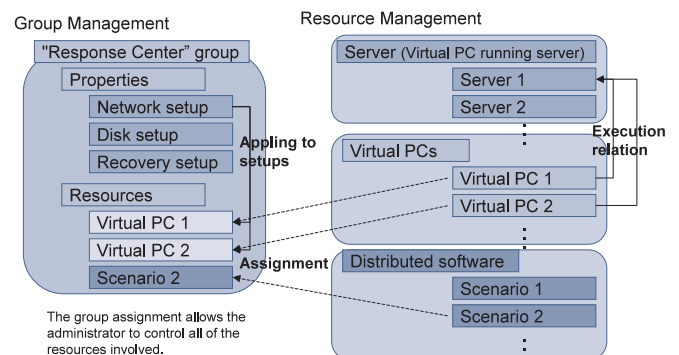 Group Management
"Response Center” group
Properties
Network setup
Disk setup
Recovery setup
Appling to
setups
Resources
Virtual PC 1
Virtual PC 2
Scenario 2
Assignment
The group assignment allows the
administrator to control all of the
resources involved.
Resource Management
Server (Virtual PC running server)
Server 1
Server 2
Execution
relation
Virtual PCs
Virtual PC 1
Virtual PC 2
Distributed software
Scenario 1
Scenario 2